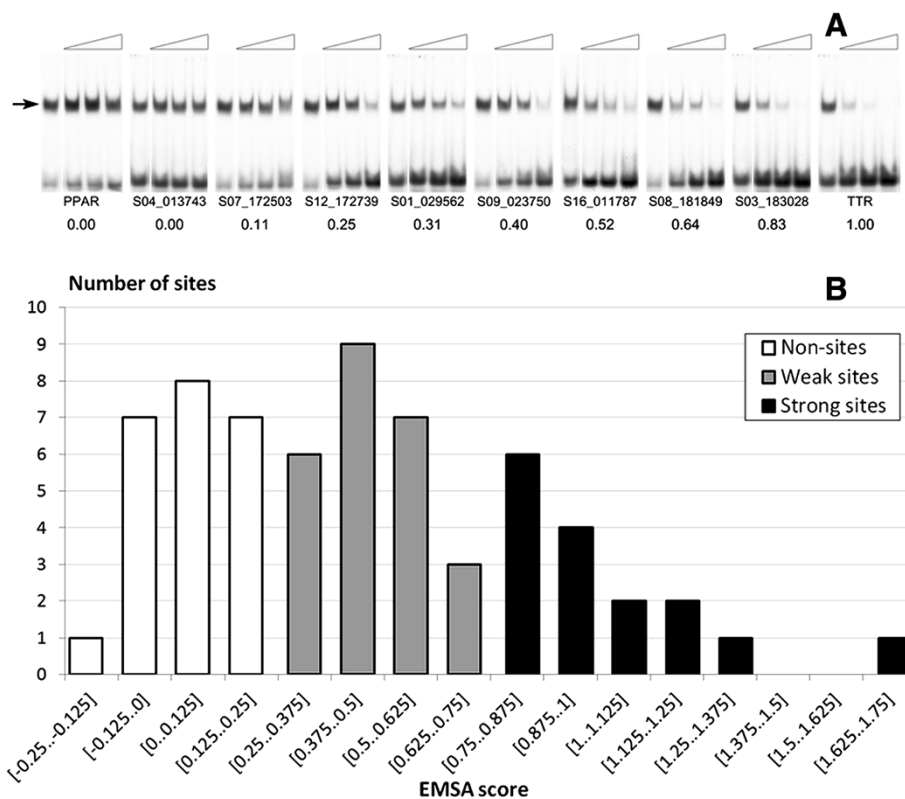 A
PPAR S04_013743 S07_172503 S12_172739 S01_029562 S09_023750 S16_011787 S08_181849 S03_183028 TTR
0.00 0.00 0.11 0.25 0.31 0.40 0.52 0.64 0.83 1.00
Number of sites
B
10
9
8
7
6
5
4
3
2
1
0
Non-sites
Weak sites
Strong sites
[-0.25..-0.125] [-0.125..0] [0..0.125] [0.125..0.25] [0.25..0.375] [0.375..0.5] [0.5..0.625] [0.625..0.75] [0.75..0.875] [0.875..1] [1..1.125] [1.125..1.25] [1.25..1.375] [1.375..1.5] [1.5..1.625] [1.625..1.75]
EMSA score